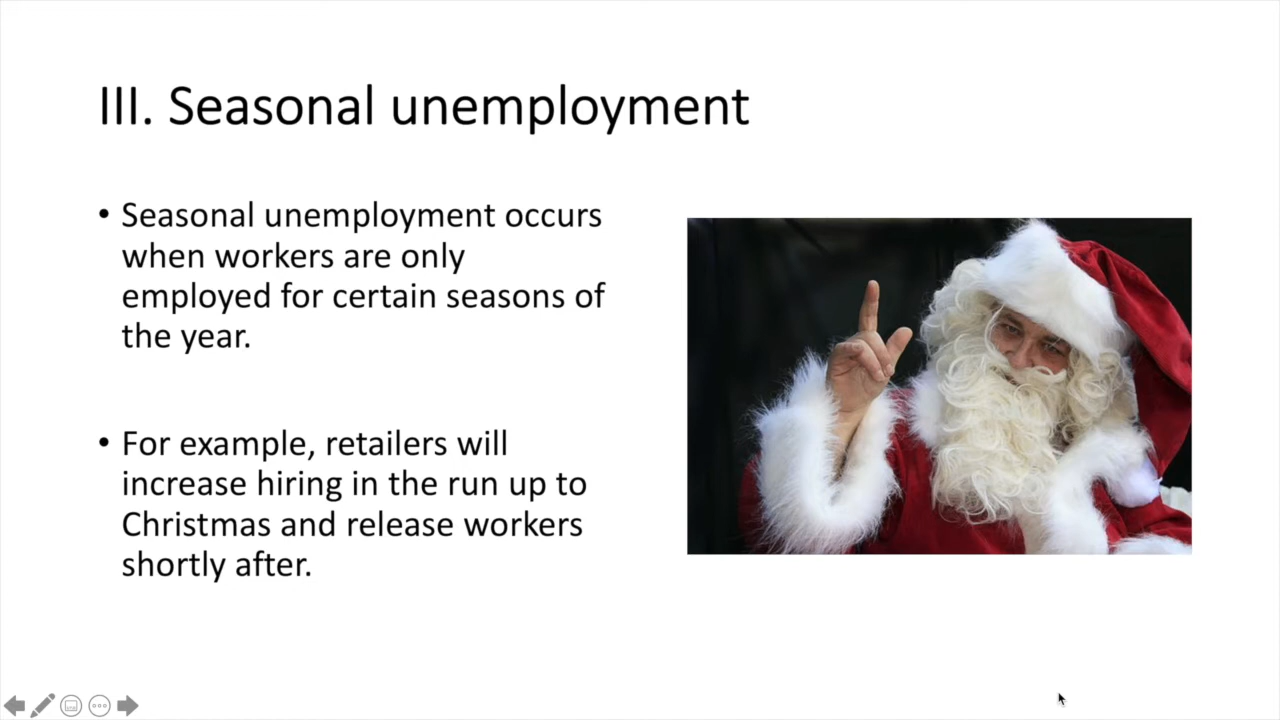 III. Seasonal unemployment
• Seasonal unemployment occurs
when workers are only
employed for certain seasons of
the year.
• For example, retailers will
increase hiring in the run up to
Christmas and release workers
shortly after.